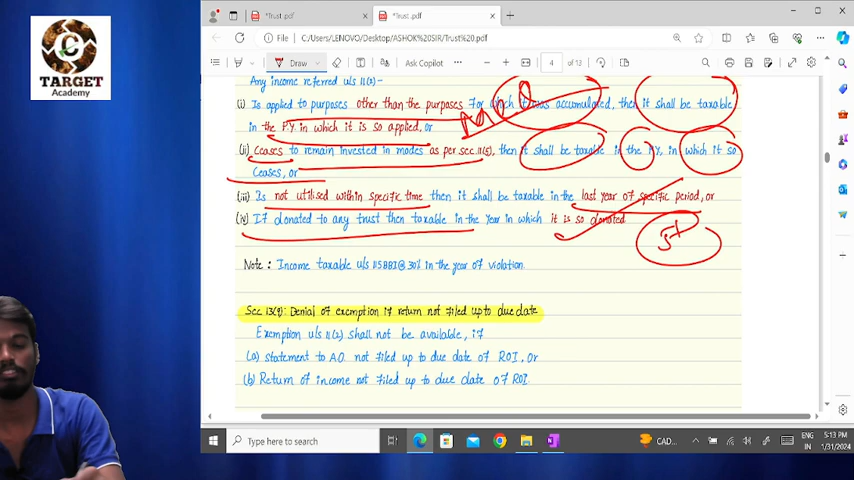 TARGET
Academy
*Trust.pdf
*Trust .pdf
File
C:/Users/LENOVO/Desktop/ASHOK%20SIR/Trust%20.pdf
Draw
Ask Copilot
4 of 13
Any income referred u/s 11(2)-
(i) Is applied to purposes other than the purposes For which it was accumulated, then it shall be taxable
in the P.Y. in which it is so applied, or
(ii) Ceases to remain invested in modes as per sec.11(5), then it shall be taxable in the P.Y. in which it so
Ceases, or
(iii) Is not utilised within specific time then it shall be taxable in the last year of specific period, or
(iv) If donated to any trust then taxable in the year in which it is so donated
Note : Income taxable u/s 115BBI@30% in the year of violation.
Sec 13(9): Denial of exemption if return not filed upto due date
Exemption u/s 11(2) shall not be available, if
(a) statement to A.O. not filed up to due date of ROI, or
(b) Return of income not filed up to due date of ROI.
Type here to search
CAD...
ENG
IN
5:13 PM
1/31/2024